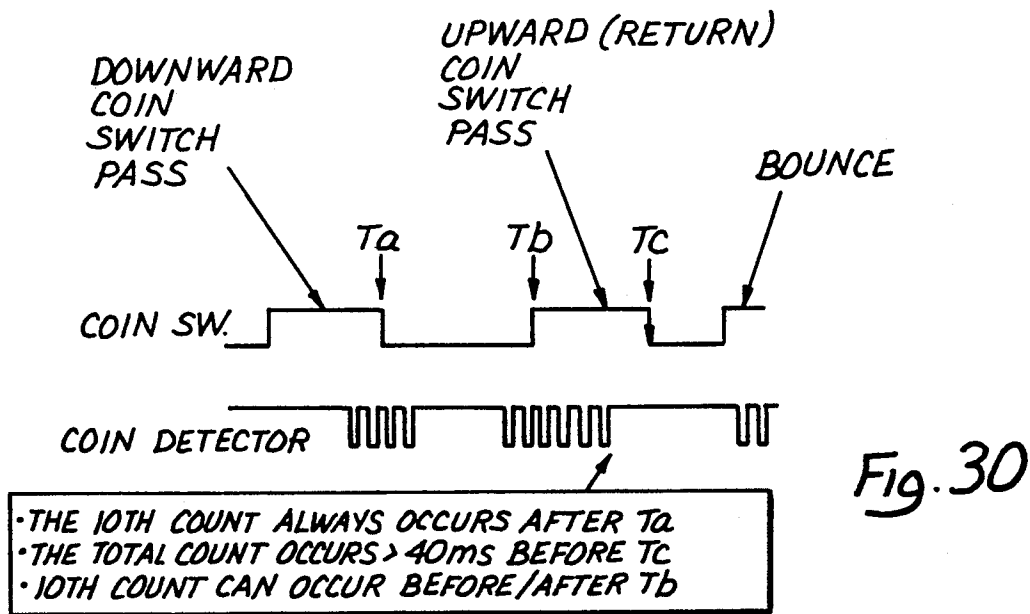 DOWNWARD
COIN
SWITCH
PASS
UPWARD (RETURN)
COIN
SWITCH
PASS
BOUNCE
Ta
Tb
Tc
COIN SW.
COIN DETECTOR
Fig. 30
•THE 10TH COUNT ALWAYS OCCURS AFTER Ta
•THE TOTAL COUNT OCCURS > 40ms BEFORE Tc
•10TH COUNT CAN OCCUR BEFORE/AFTER Tb